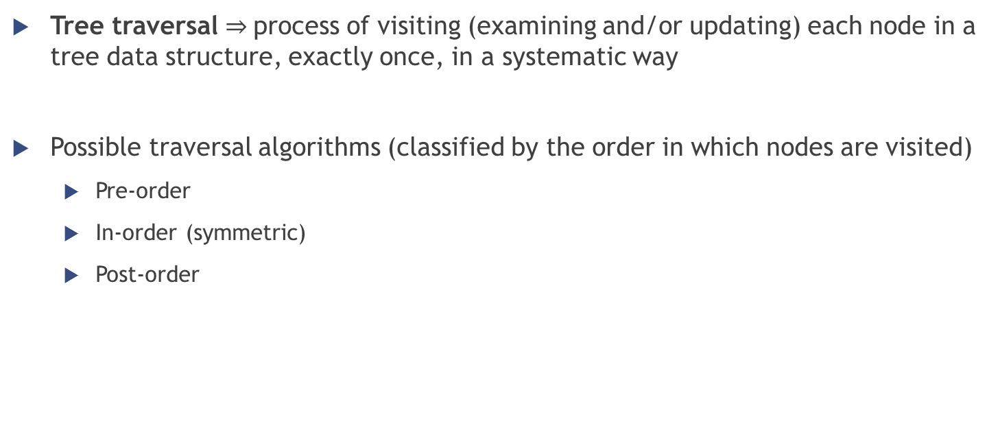 Tree traversal ⇒ process of visiting (examining and/or updating) each node in a
tree data structure, exactly once, in a systematic way
Possible traversal algorithms (classified by the order in which nodes are visited)
Pre-order
In-order (symmetric)
Post-order